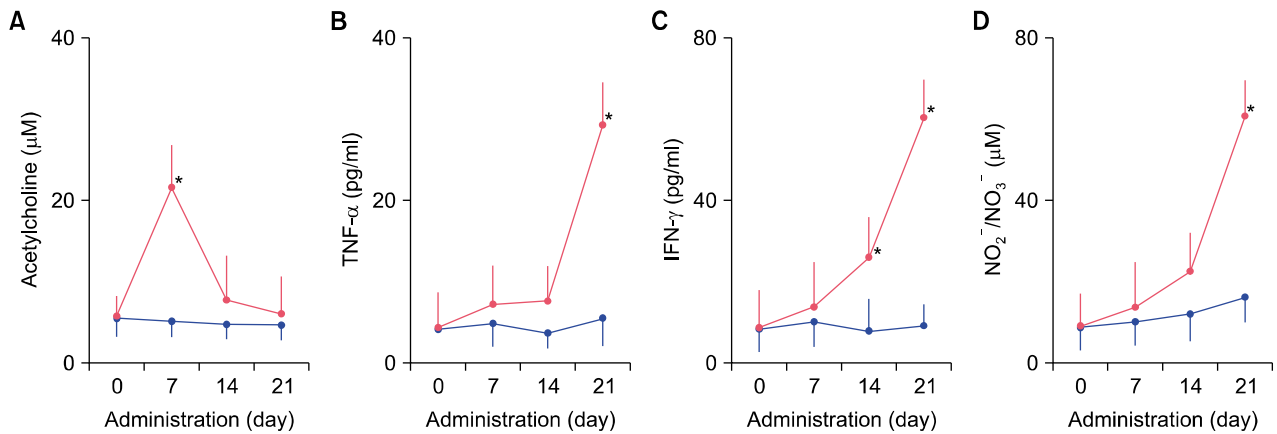 A
Acetylcholine (μM)
40
20
0
*
0 7 14 21
Administration (day)
B
TNF-α (pg/ml)
40
20
0
*
0 7 14 21
Administration (day)
C
IFN-γ (pg/ml)
80
40
0
*
*
0 7 14 21
Administration (day)
D
NO₂⁻/NO₃⁻ (μM)
80
40
0
*
0 7 14 21
Administration (day)